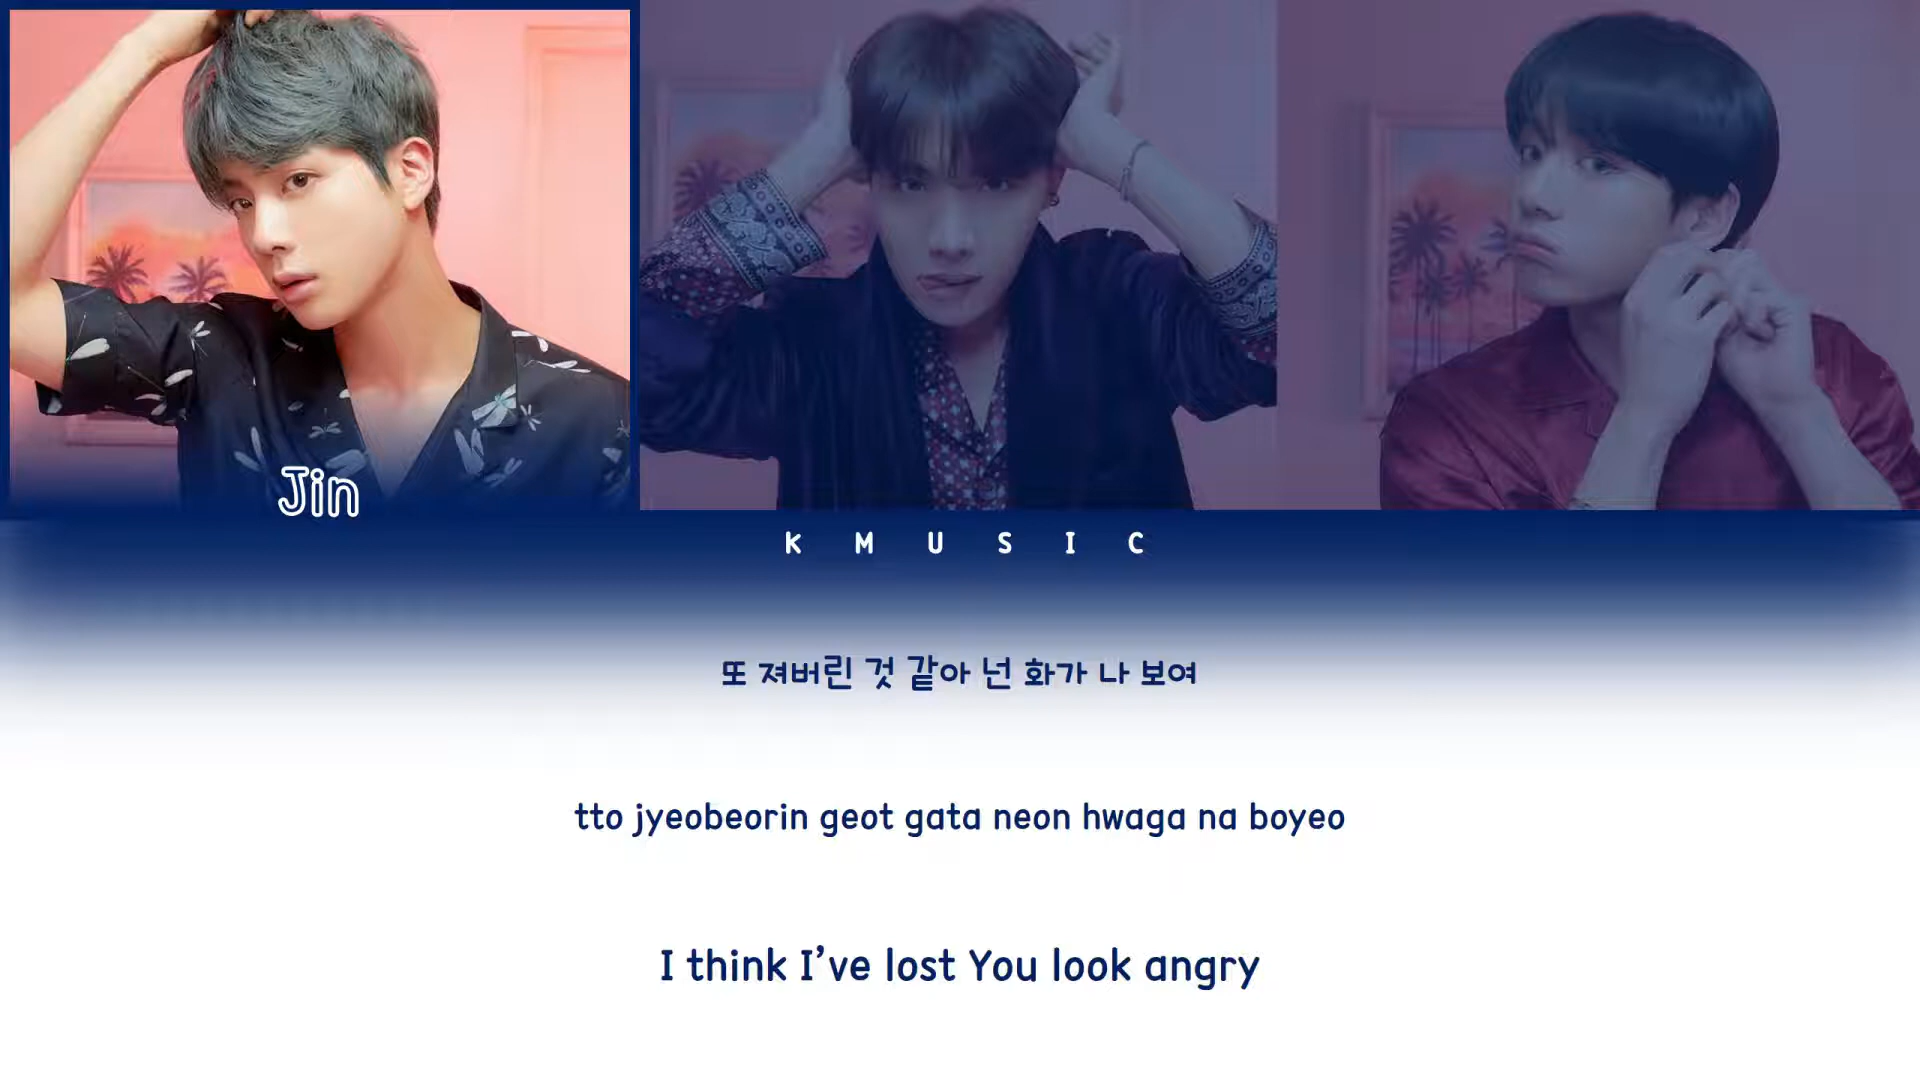 Jin
K M U S I C
또 져버린 것 같아 넌 화가 나 보여
tto jyeobeorin geot gata neon hwaga na boyeo
I think I've lost You look angry